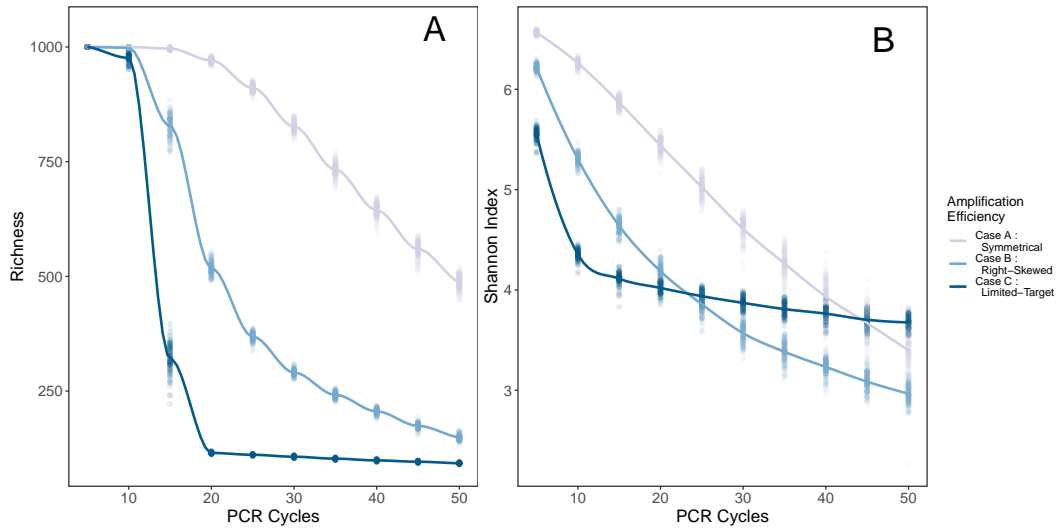 A
1000
750
500
250
Richness
10
20
30
40
50
PCR Cycles
B
6
5
4
3
Shannon Index
10
20
30
40
50
PCR Cycles
Amplification
Efficiency
Case A :
Symmetrical
Case B :
Right−Skewed
Case C :
Limited−Target